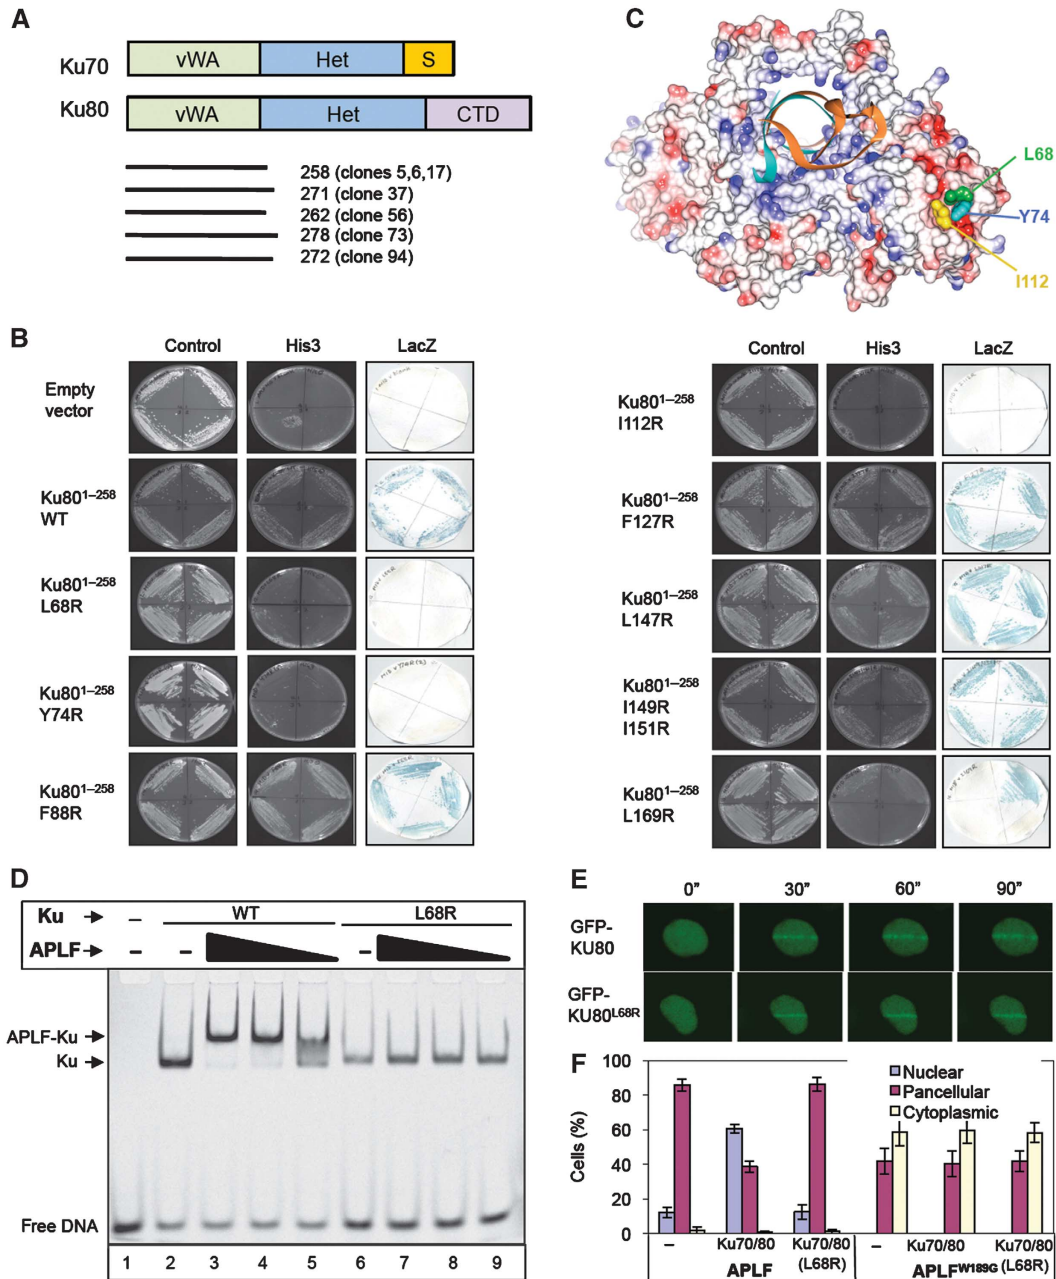 A
Ku70
vWA
Het
S
Ku80
vWA
Het
CTD
258 (clones 5,6,17)
271 (clone 37)
262 (clone 56)
278 (clone 73)
272 (clone 94)
C
L68
Y74
I112
B
Control
His3
LacZ
Empty vector
Ku80¹⁻²⁵⁸
WT
Ku80¹⁻²⁵⁸
L68R
Ku80¹⁻²⁵⁸
Y74R
Ku80¹⁻²⁵⁸
F88R
Control
His3
LacZ
Ku80¹⁻²⁵⁸
I112R
Ku80¹⁻²⁵⁸
F127R
Ku80¹⁻²⁵⁸
L147R
Ku80¹⁻²⁵⁸
I149R
I151R
Ku80¹⁻²⁵⁸
L169R
D
Ku
–
WT
L68R
APLF
–
–
–
APLF-Ku
Ku
Free DNA
1 2 3 4 5 6 7 8 9
E
0" 30" 60" 90"
GFP-
KU80
GFP-
KU80ᴸ⁶⁸ᴿ
F
Cells (%)
100
80
60
40
20
0
Nuclear
Pancellular
Cytoplasmic
– Ku70/80 Ku70/80
(L68R)
APLF
– Ku70/80 Ku70/80
(L68R)
APLFᵂ¹⁸⁹ᴳ